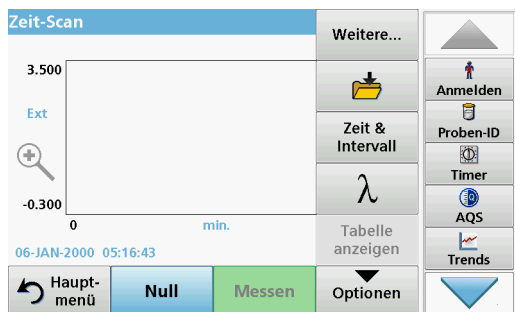 Zeit-Scan
3.500
Ext
-0.300
0
min.
06-JAN-2000 05:16:43
Weitere...
Zeit &
Intervall
λ
Tabelle
anzeigen
Haupt-
menü
Null
Messen
Optionen
Anmelden
Proben-ID
Timer
AQS
Trends